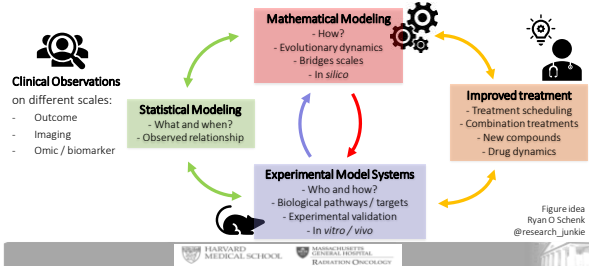 Mathematical Modeling
- How?
- Evolutionary dynamics
- Bridges scales
- In silico
Clinical Observations
on different scales:
- Outcome
- Imaging
- Omic / biomarker
Statistical Modeling
- What and when?
- Observed relationship
Improved treatment
- Treatment scheduling
- Combination treatments
- New compounds
- Drug dynamics
Experimental Model Systems
- Who and how?
- Biological pathways / targets
- Experimental validation
- In vitro / vivo
Figure idea
Ryan O Schenk
@research_junkie
HARVARD
MEDICAL SCHOOL
MASSACHUSETTS
GENERAL HOSPITAL
RADIATION ONCOLOGY